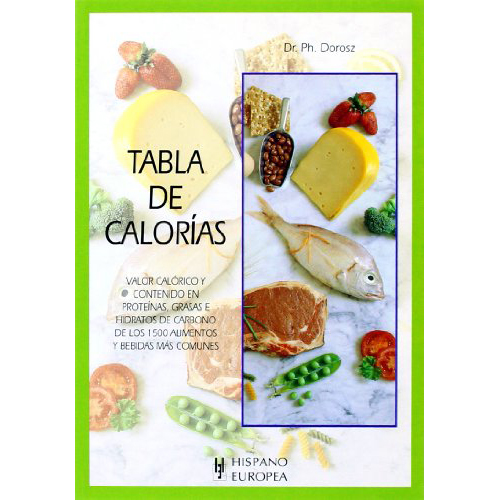 Dr. Ph. Dorosz
TABLA
DE
CALORÍAS
VALOR CALÓRICO Y
CONTENIDO EN
PROTEÍNAS, GRASAS E
HIDRATOS DE CARBONO
DE LOS 1500 ALIMENTOS
Y BEBIDAS MÁS COMUNES
HISPANO
EUROPEA